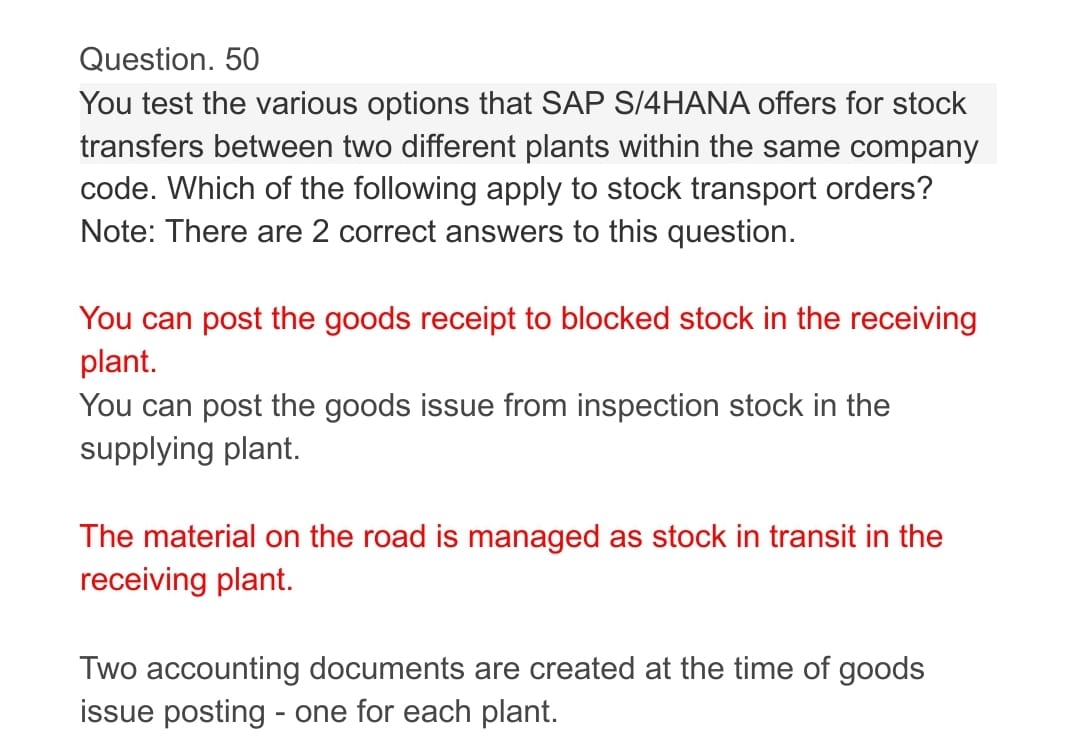 Question. 50
You test the various options that SAP S/4HANA offers for stock
transfers between two different plants within the same company
code. Which of the following apply to stock transport orders?
Note: There are 2 correct answers to this question.
You can post the goods receipt to blocked stock in the receiving
plant.
You can post the goods issue from inspection stock in the
supplying plant.
The material on the road is managed as stock in transit in the
receiving plant.
Two accounting documents are created at the time of goods
issue posting - one for each plant.